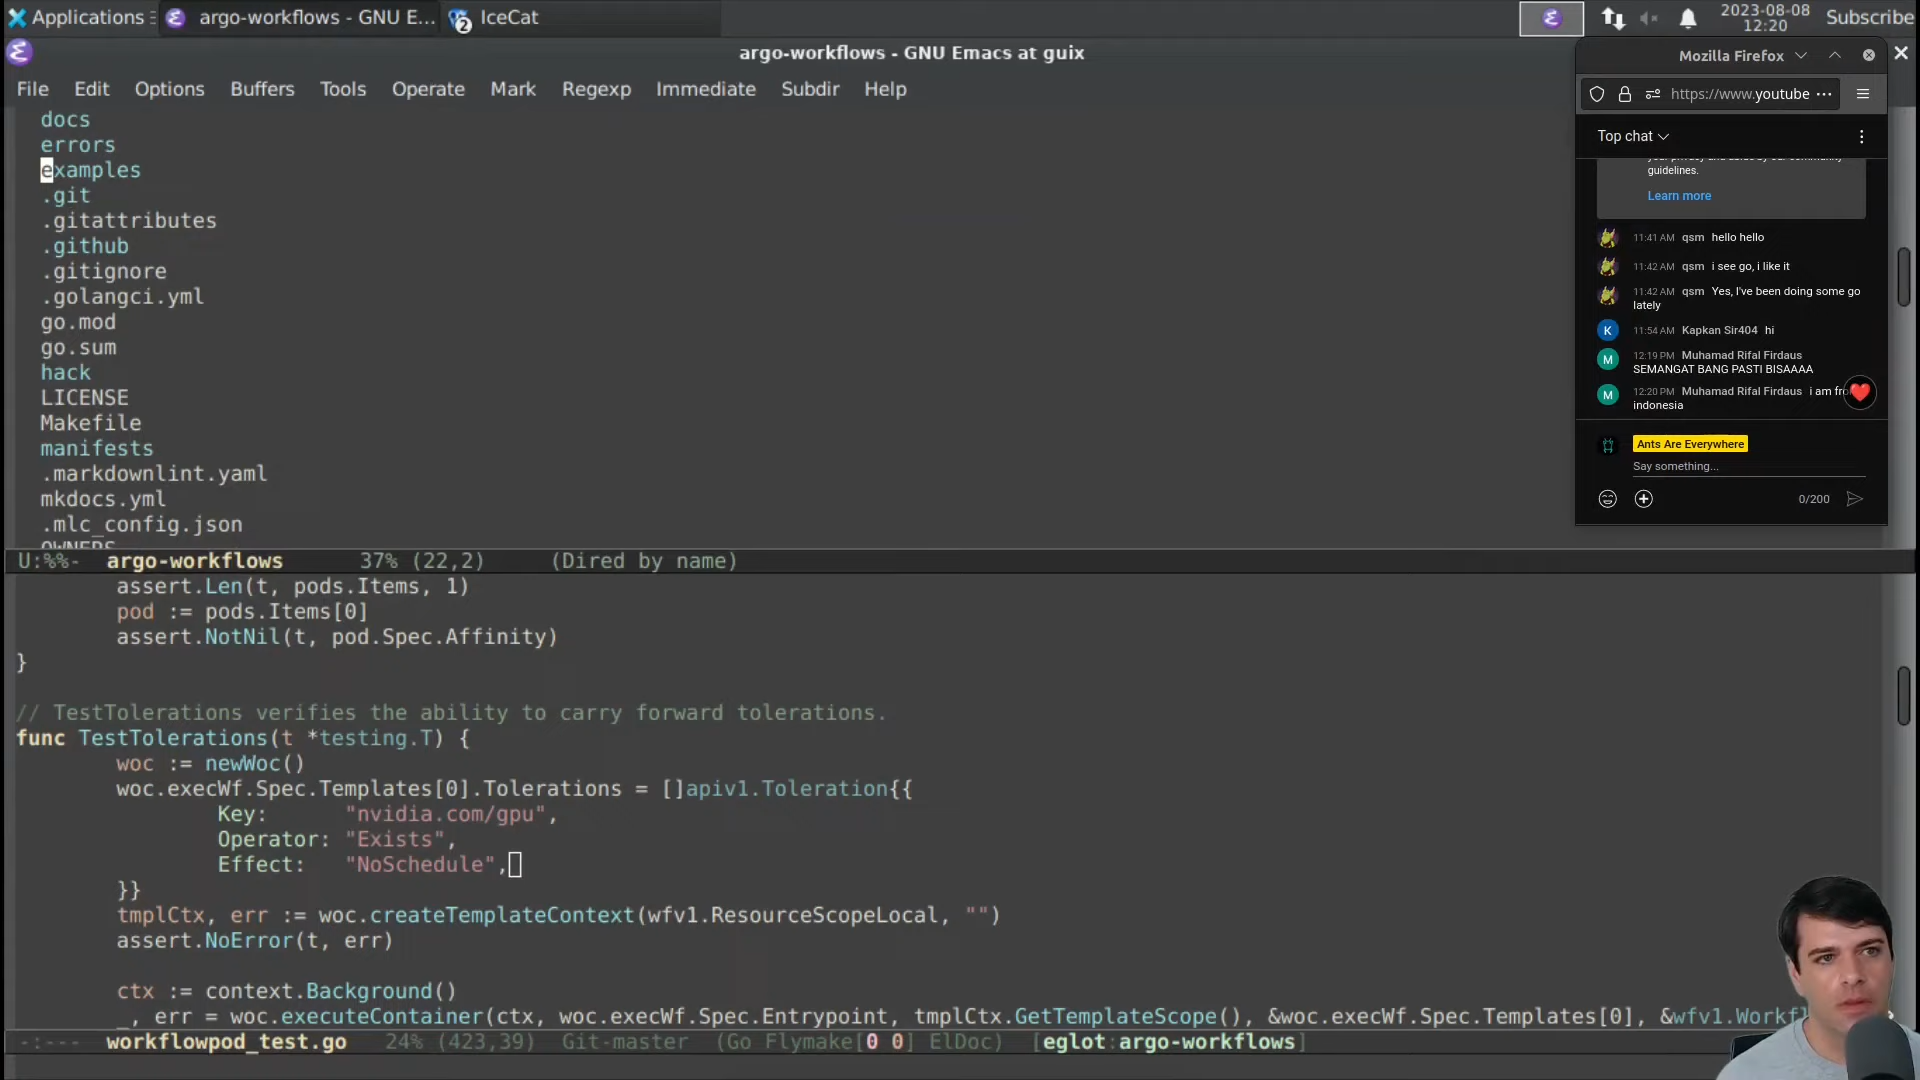 Applications
argo-workflows - GNU E...
2
IceCat
2023-08-08
12:20
Subscribe
argo-workflows - GNU Emacs at guix
File Edit Options Buffers Tools Operate Mark Regexp Immediate Subdir Help
docs
errors
examples
.git
.gitattributes
.github
.gitignore
.golangci.yml
go.mod
go.sum
hack
LICENSE
Makefile
manifests
.markdownlint.yaml
mkdocs.yml
.mlc_config.json
OWNERS
U:%%- argo-workflows 37% (22,2) (Dired by name)
assert.Len(t, pods.Items, 1)
pod := pods.Items[0]
assert.NotNil(t, pod.Spec.Affinity)
}
// TestTolerations verifies the ability to carry forward tolerations.
func TestTolerations(t *testing.T) {
woc := newWoc()
woc.execWf.Spec.Templates[0].Tolerations = []apiv1.Toleration{{
Key: "nvidia.com/gpu",
Operator: "Exists",
Effect: "NoSchedule",
}}
tmplCtx, err := woc.createTemplateContext(wfv1.ResourceScopeLocal, "")
assert.NoError(t, err)
ctx := context.Background()
_, err = woc.executeContainer(ctx, woc.execWf.Spec.Entrypoint, tmplCtx.GetTemplateScope(), &woc.execWf.Spec.Templates[0], &wfv1.Workfl
-:--- workflowpod_test.go 24% (423,39) Git-master (Go Flymake[0 0] ElDoc) [eglot:argo-workflows]
Mozilla Firefox
https://www.youtube
Top chat
guidelines.
Learn more
11:41 AM qsm hello hello
11:42 AM qsm i see go, i like it
11:42 AM qsm Yes, I've been doing some go
lately
K 11:54 AM Kapkan Sir404 hi
M 12:19 PM Muhamad Rifal Firdaus
SEMANGAT BANG PASTI BISAAAA
M 12:20 PM Muhamad Rifal Firdaus i am fro
indonesia
Ants Are Everywhere
Say something...
0/200